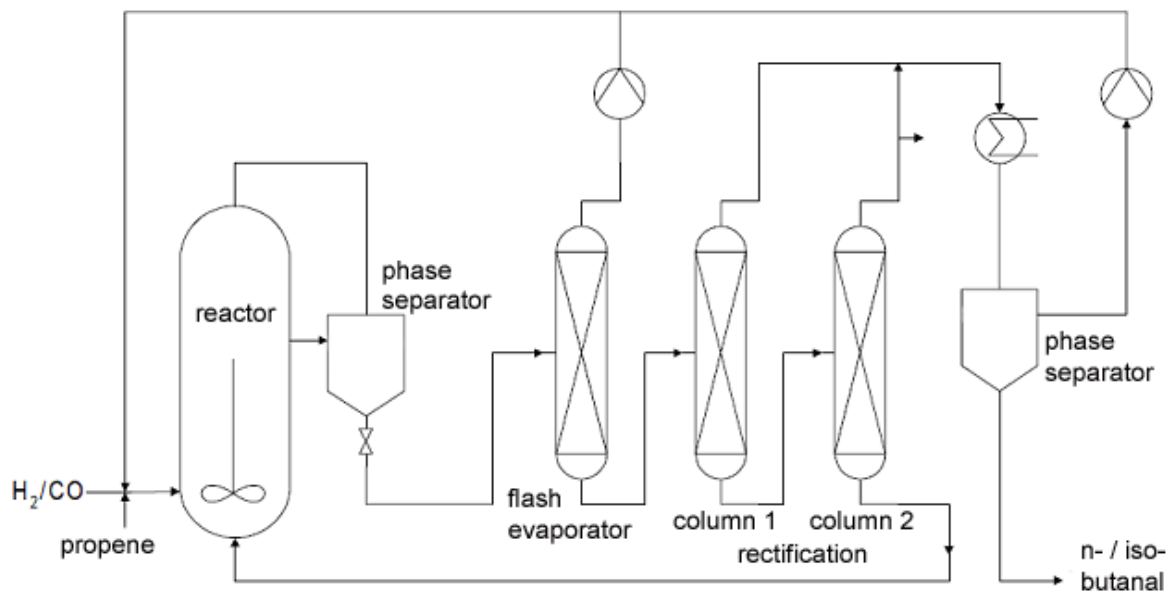 phase
separator
reactor
phase
separator
H₂/CO
flash
evaporator
column 1
column 2
propene
rectification
n- / iso-
butanal